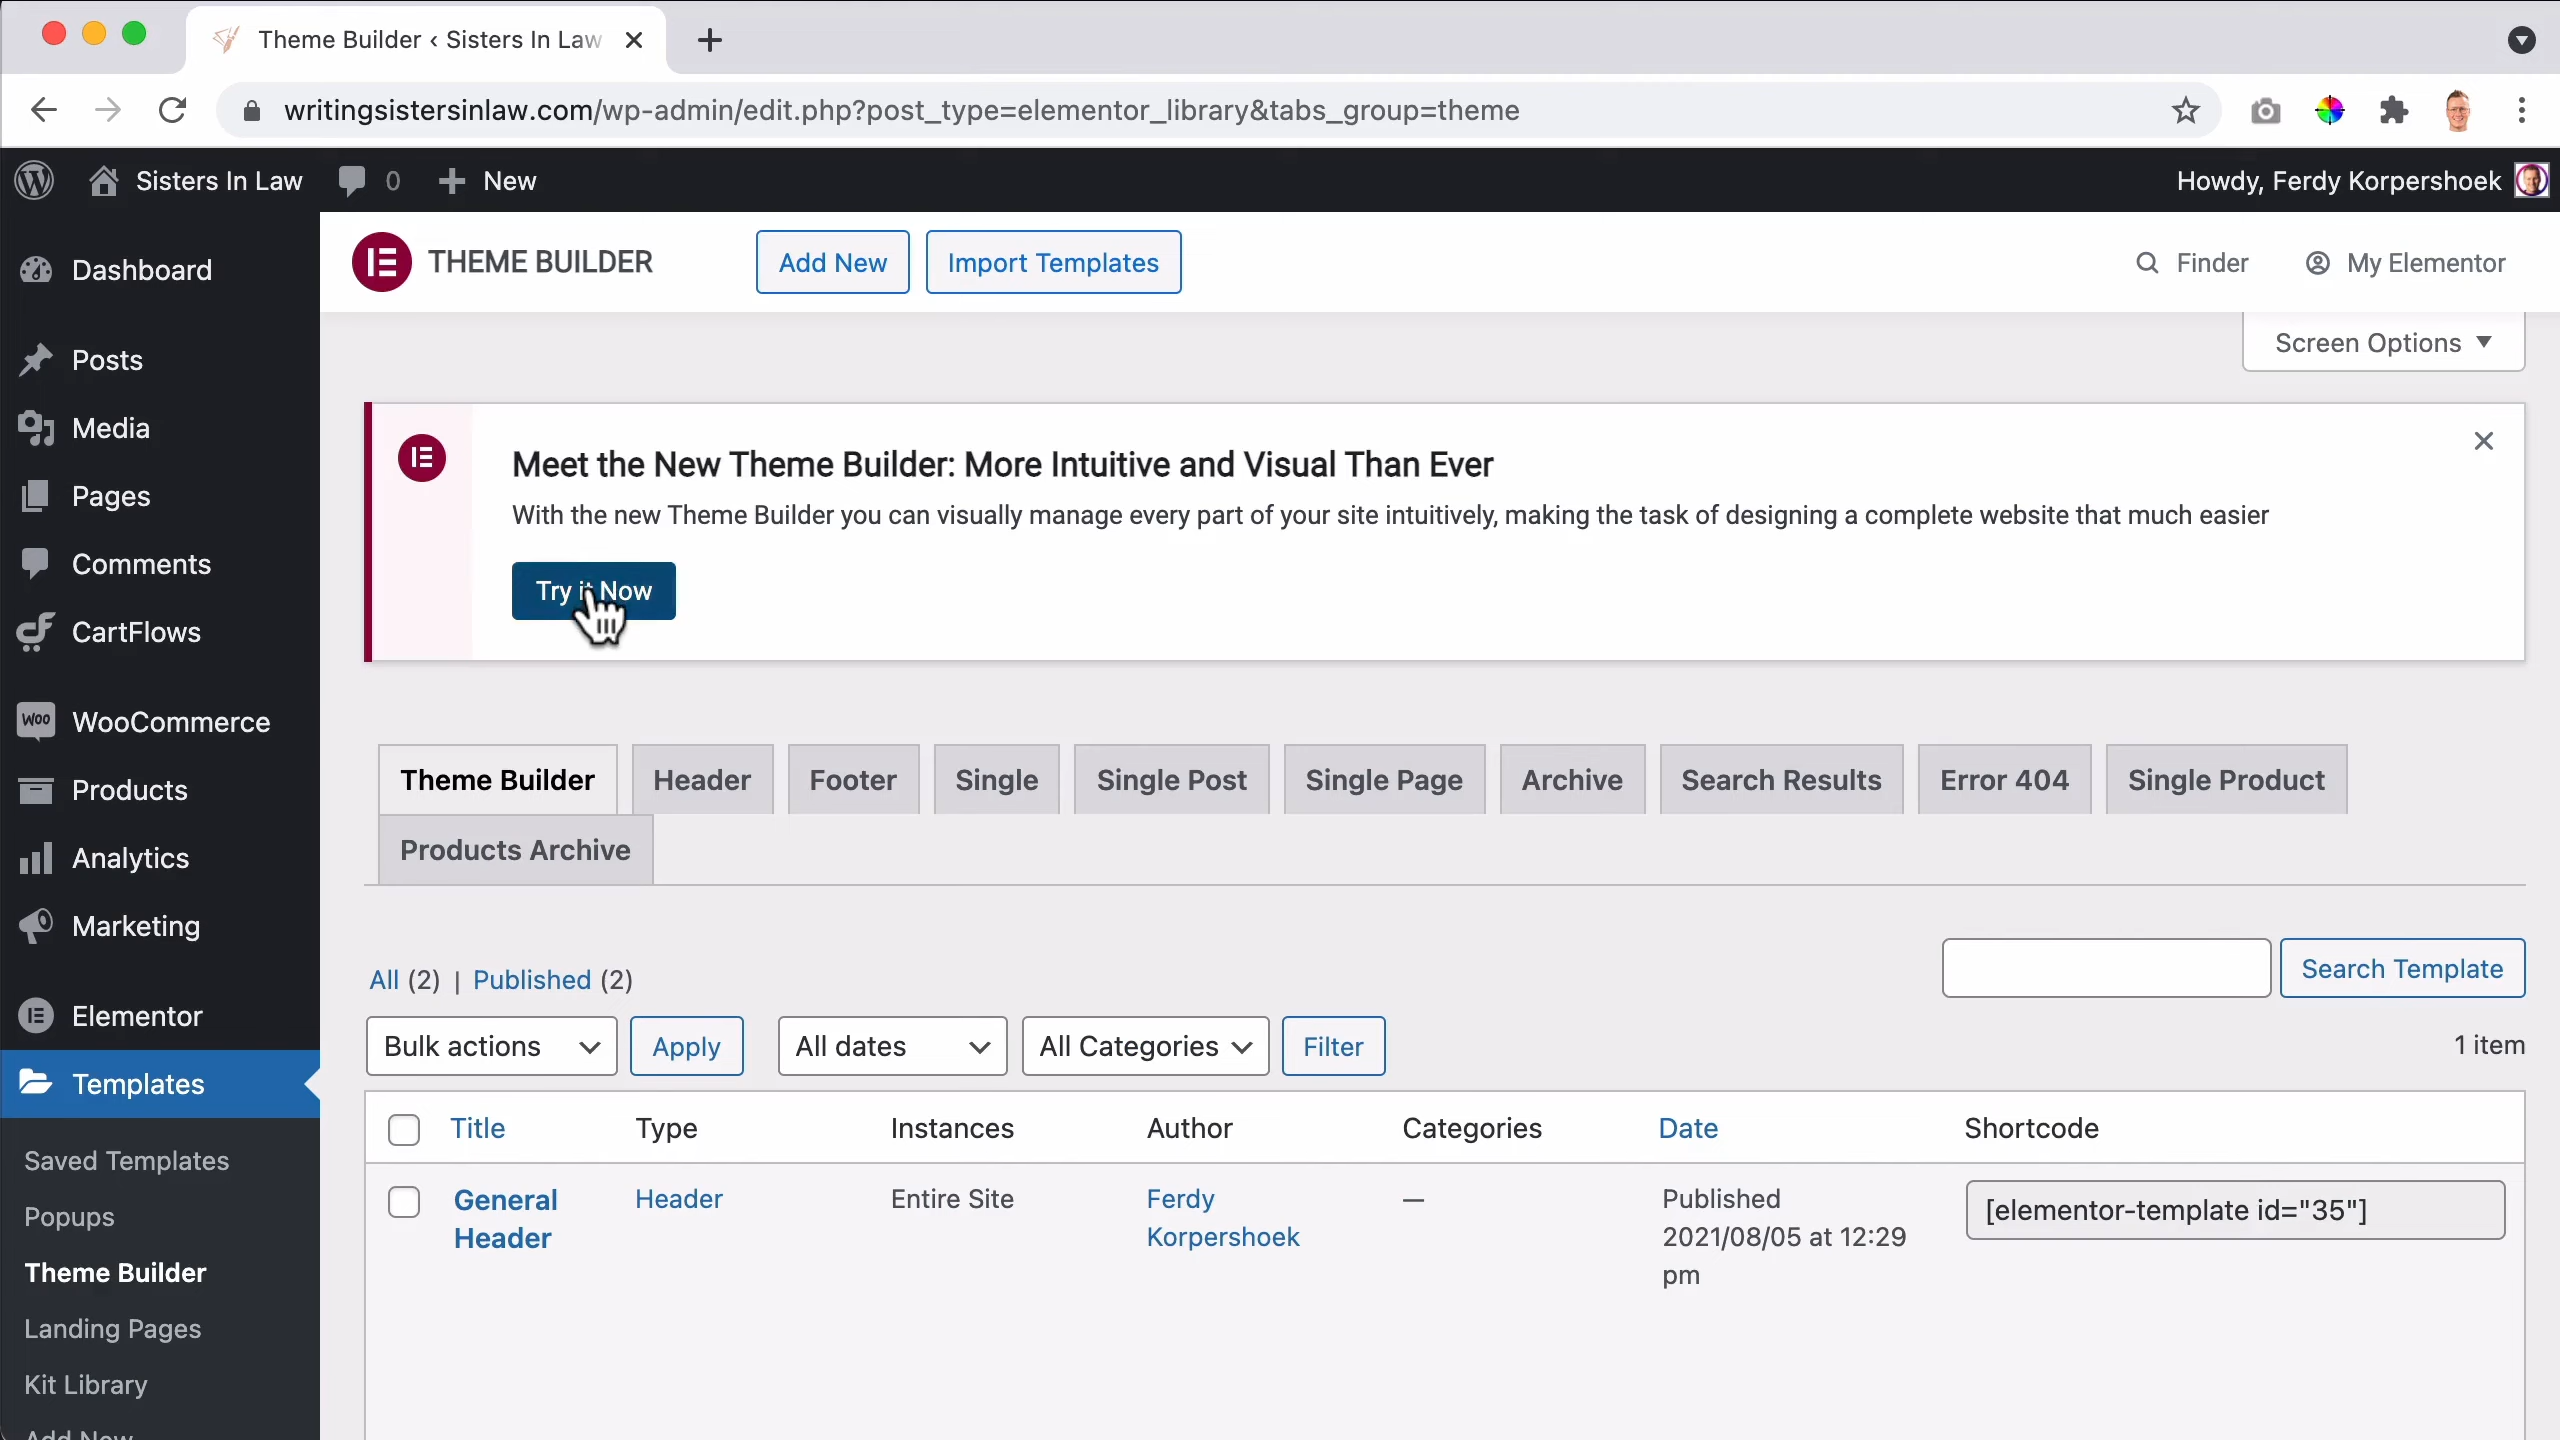 Theme Builder ‹ Sisters In Law
writingsistersinlaw.com/wp-admin/edit.php?post_type=elementor_library&tabs_group=theme
Sisters In Law 0 New
Howdy, Ferdy Korpershoek
THEME BUILDER Add New Import Templates
Finder My Elementor
Dashboard
Posts
Media
Pages
Comments
CartFlows
Woo WooCommerce
Products
Analytics
Marketing
Elementor
Templates
Saved Templates
Popups
Theme Builder
Landing Pages
Kit Library
Add New
Screen Options
Meet the New Theme Builder: More Intuitive and Visual Than Ever
With the new Theme Builder you can visually manage every part of your site intuitively, making the task of designing a complete website that much easier
Try it Now
Theme Builder Header Footer Single Single Post Single Page Archive Search Results Error 404 Single Product
Products Archive
All (2) | Published (2)
Search Template
Bulk actions Apply All dates All Categories Filter
1 item
Title Type Instances Author Categories Date Shortcode
General Header Entire Site Ferdy — Published [elementor-template id="35"]
Header Korpershoek 2021/08/05 at 12:29
pm